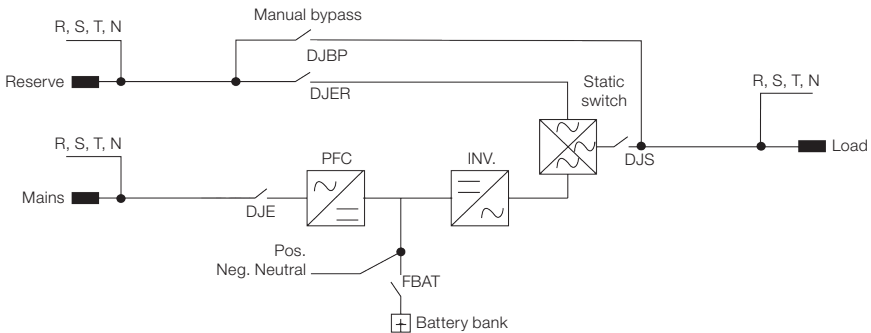 Manual bypass
R, S, T, N
DJBP
Reserve
DJER
Static
switch
R, S, T, N
R, S, T, N
PFC
INV.
DJS
Load
Mains
DJE
Pos.
Neg. Neutral
FBAT
Battery bank